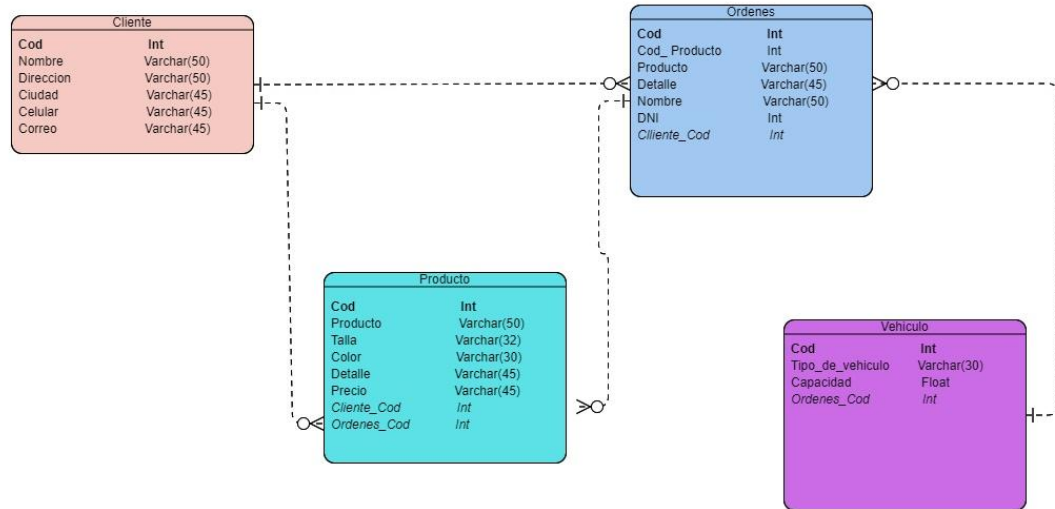 Cliente
Cod Int
Nombre Varchar(50)
Direccion Varchar(50)
Ciudad Varchar(45)
Celular Varchar(45)
Correo Varchar(45)
Ordenes
Cod Int
Cod_ Producto Int
Producto Varchar(50)
Detalle Varchar(45)
Nombre Varchar(50)
DNI Int
Clliente_Cod Int
Producto
Cod Int
Producto Varchar(50)
Talla Varchar(32)
Color Varchar(30)
Detalle Varchar(45)
Precio Varchar(45)
Cliente_Cod Int
Ordenes_Cod Int
Vehiculo
Cod Int
Tipo_de_vehiculo Varchar(30)
Capacidad Float
Ordenes_Cod Int